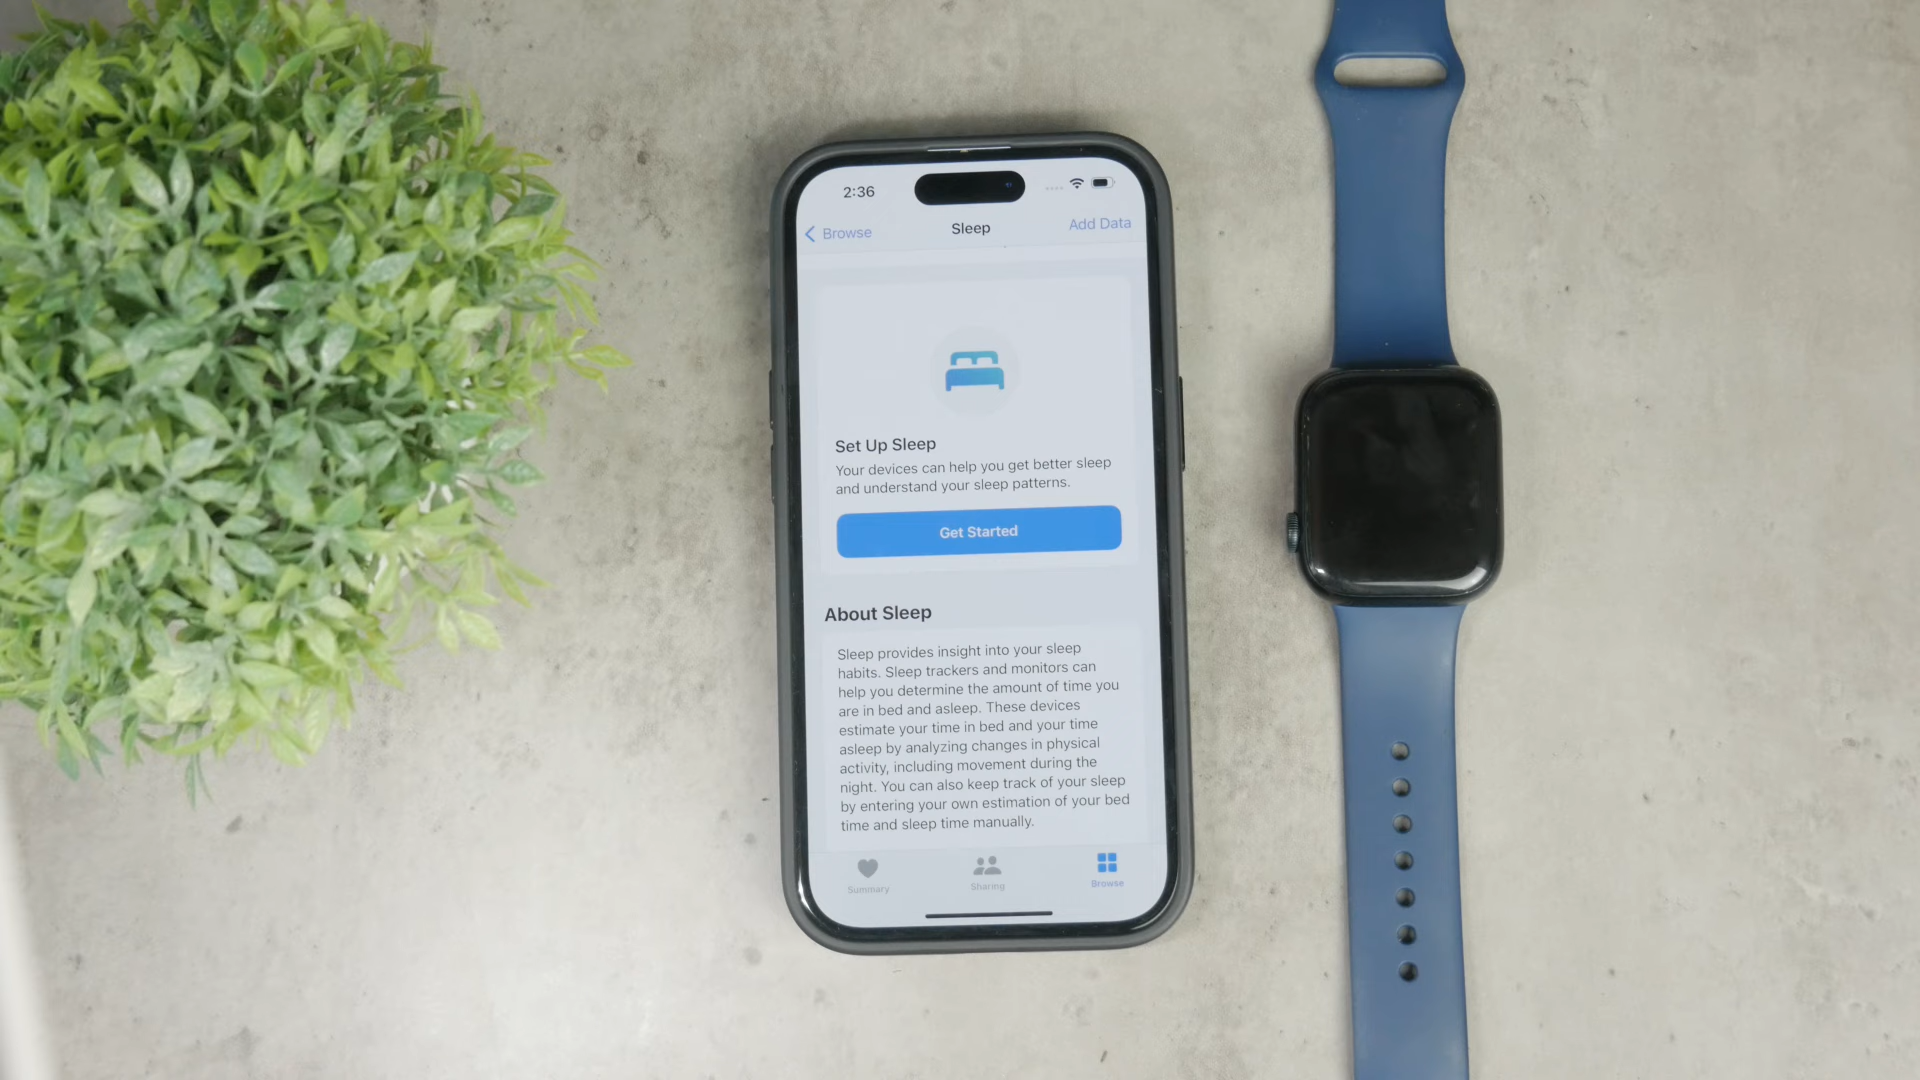 2:36
Browse
Sleep
Add Data
Set Up Sleep
Your devices can help you get better sleep
and understand your sleep patterns.
Get Started
About Sleep
Sleep provides insight into your sleep
habits. Sleep trackers and monitors can
help you determine the amount of time you
are in bed and asleep. These devices
estimate your time in bed and your time
asleep by analyzing changes in physical
activity, including movement during the
night. You can also keep track of your sleep
by entering your own estimation of your bed
time and sleep time manually.
Summary
Sharing
Browse